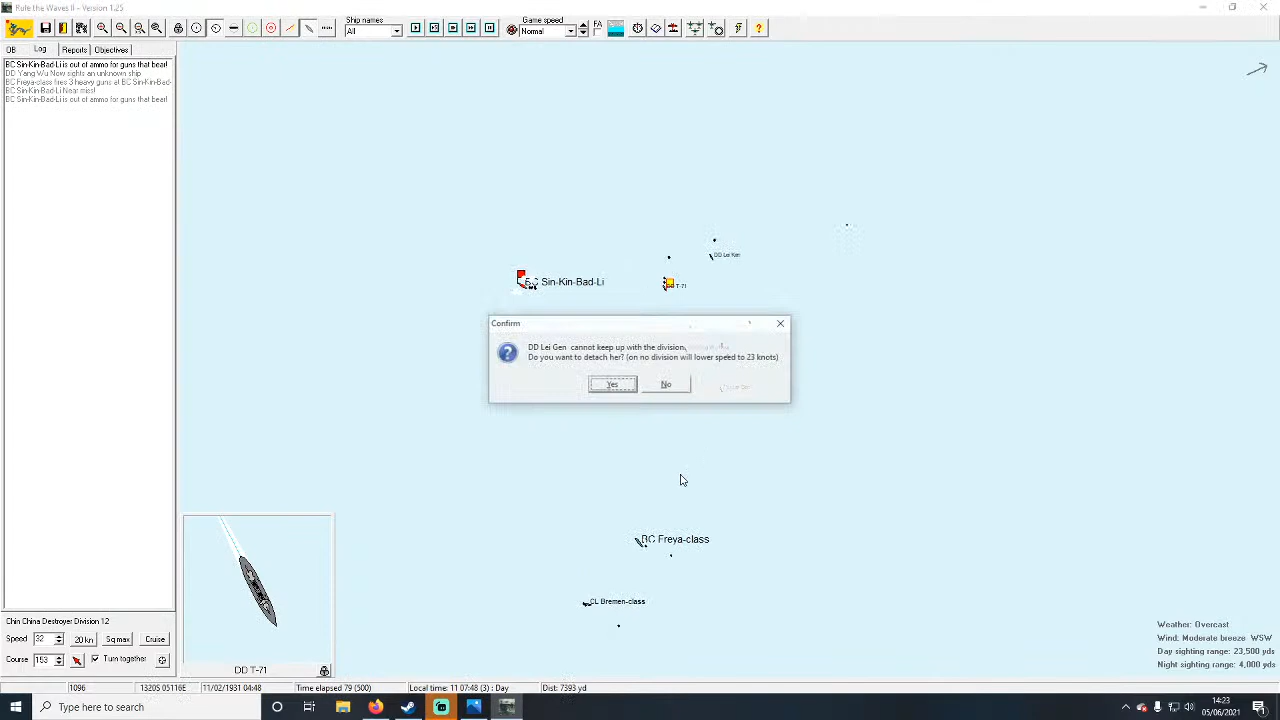 Rule the Waves II - Version 1.25
Ship names
All
Game speed
Normal
FA
OB
Log
Reports
Objectives
BC Sin-Kin-Bad-Li is out of ammo for guns that bear!
DD Yang Wu Now sights an unknown ship
BC Freya-class fires 3 heavy guns at BC Sin-Kin-Bad-
BC Sin-Kin-Bad-Li Near miss!
BC Sin-Kin-Bad-Li is out of ammo for guns that bear!
DD Lei Ken
BC Sin-Kin-Bad-Li
T-71
Confirm
DD Lei Gen cannot keep up with the division,
Do you want to detach her? (on no division will lower speed to 23 knots)
Yes
No
BC Freya-class
CL Bremen-class
Chin China Destroyer Division 12
Speed 32 20 kn Sq max Cruise
Course 153 Turn together
DD T-71
Weather: Overcast
Wind: Moderate breeze WSW
Day sighting range: 23,500 yds
Night sighting range: 4,000 yds
1096
1320S 05116E
11/02/1931 04:48
Time elapsed 79 (500)
Local time: 11:07:48 (3) : Day
Dist: 7393 yd
Type here to search
14:23
05/06/2021